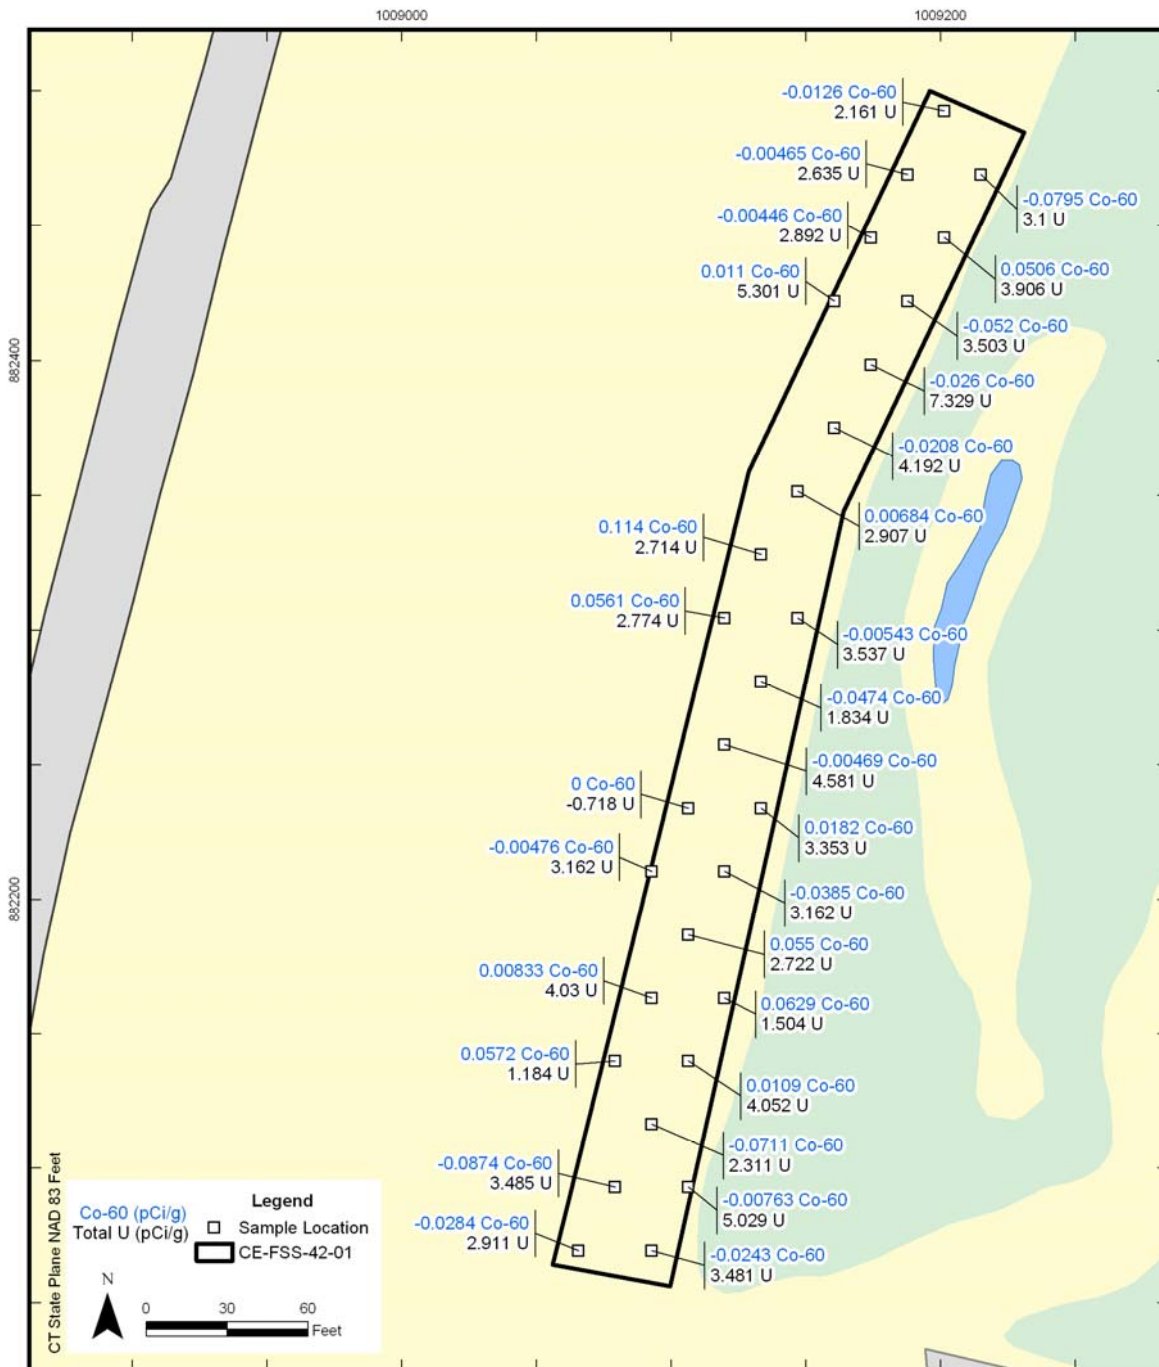 1009000
1009200
-0.0126 Co-60
2.161 U
-0.00465 Co-60
2.635 U
-0.0795 Co-60
3.1 U
-0.00446 Co-60
2.892 U
0.0506 Co-60
3.906 U
0.011 Co-60
5.301 U
-0.052 Co-60
3.503 U
882400
-0.026 Co-60
7.329 U
-0.0208 Co-60
4.192 U
0.00684 Co-60
2.907 U
0.114 Co-60
2.714 U
0.0561 Co-60
2.774 U
-0.00543 Co-60
3.537 U
-0.0474 Co-60
1.834 U
-0.00469 Co-60
4.581 U
0 Co-60
-0.718 U
0.0182 Co-60
3.353 U
-0.00476 Co-60
3.162 U
882200
-0.0385 Co-60
3.162 U
0.055 Co-60
2.722 U
0.00833 Co-60
4.03 U
0.0629 Co-60
1.504 U
0.0572 Co-60
1.184 U
0.0109 Co-60
4.052 U
-0.0711 Co-60
2.311 U
-0.0874 Co-60
3.485 U
-0.00763 Co-60
5.029 U
-0.0284 Co-60
2.911 U
-0.0243 Co-60
3.481 U
CT State Plane NAD 83 Feet
Legend
Co-60 (pCi/g)
Total U (pCi/g)
Sample Location
CE-FSS-42-01
N
0 30 60
Feet